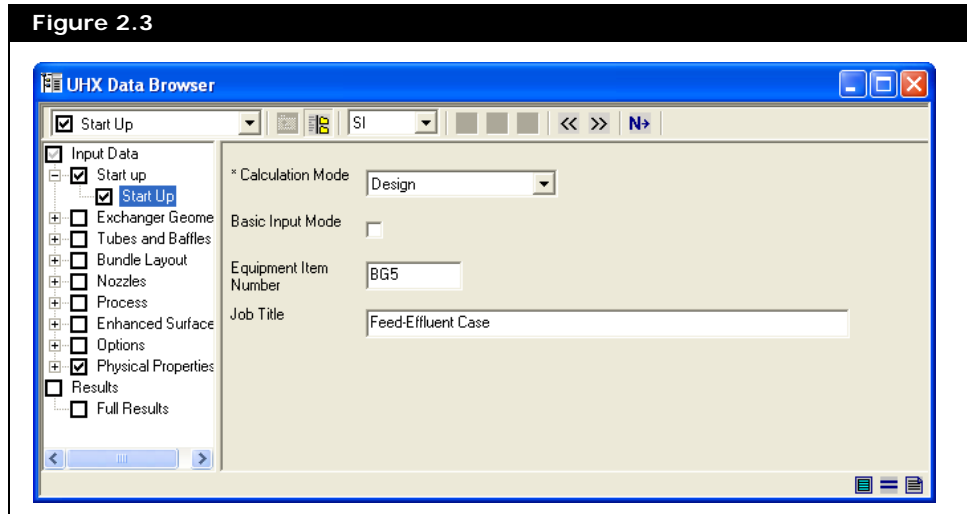 Figure 2.3
UHX Data Browser
Start Up
SI
N
Input Data
Start up
Start Up
Exchanger Geome
Tubes and Baffles
Bundle Layout
Nozzles
Process
Enhanced Surface
Options
Physical Properties
Results
Full Results
* Calculation Mode
Design
Basic Input Mode
Equipment Item
Number
BG5
Job Title
Feed-Effluent Case